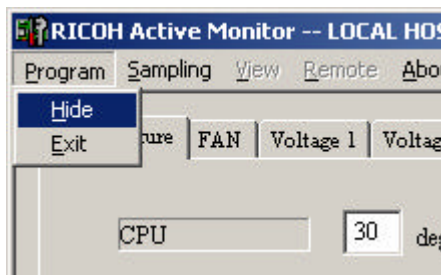 RICOH Active Monitor -- LOCAL HOS
Program Sampling View Remote Abo
Hide
Exit
ure FAN Voltage 1 Voltag
CPU 30 deg